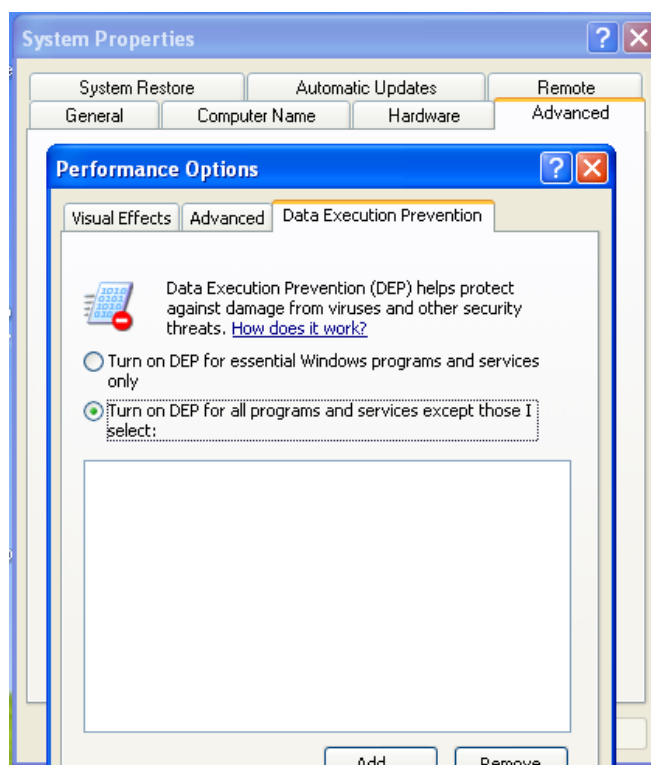 System Properties
System Restore Automatic Updates Remote
General Computer Name Hardware Advanced
Performance Options
Visual Effects Advanced Data Execution Prevention
Data Execution Prevention (DEP) helps protect
against damage from viruses and other security
threats. How does it work?
Turn on DEP for essential Windows programs and services
only
Turn on DEP for all programs and services except those I
select:
Add... Remove